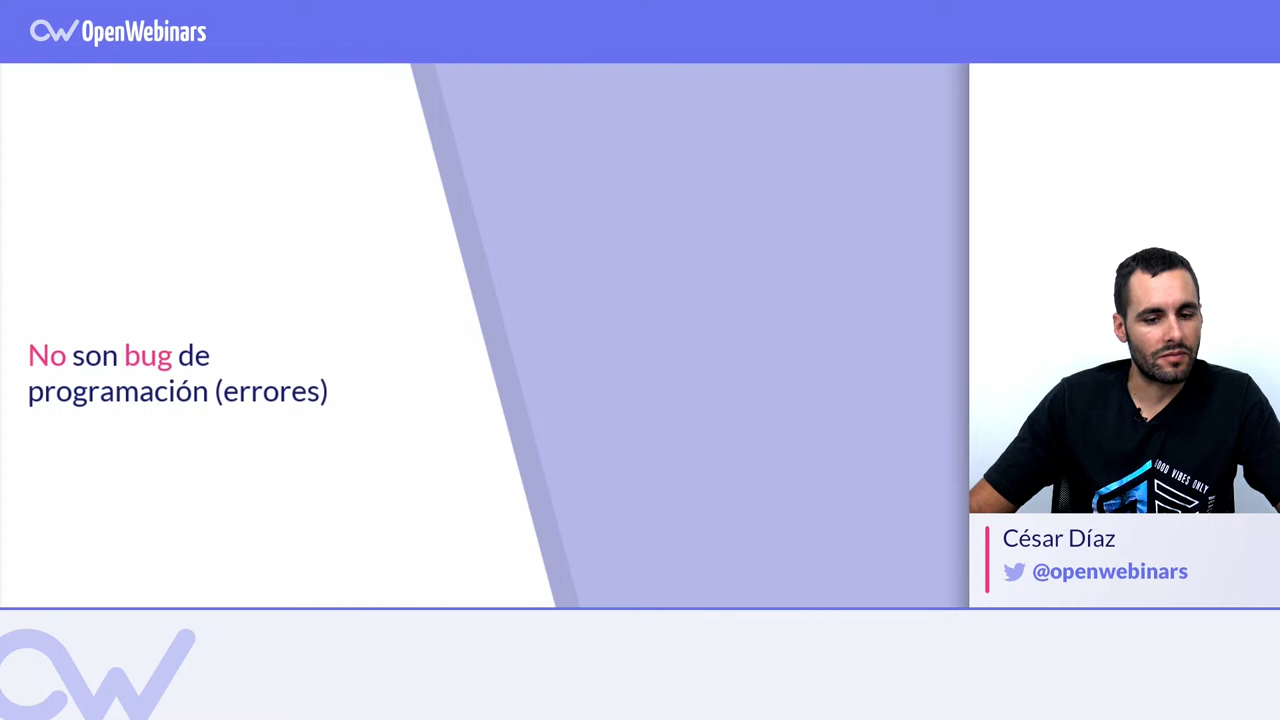 OpenWebinars
No son bug de
programación (errores)
GOOD VIBES ONLY
César Díaz
@openwebinars